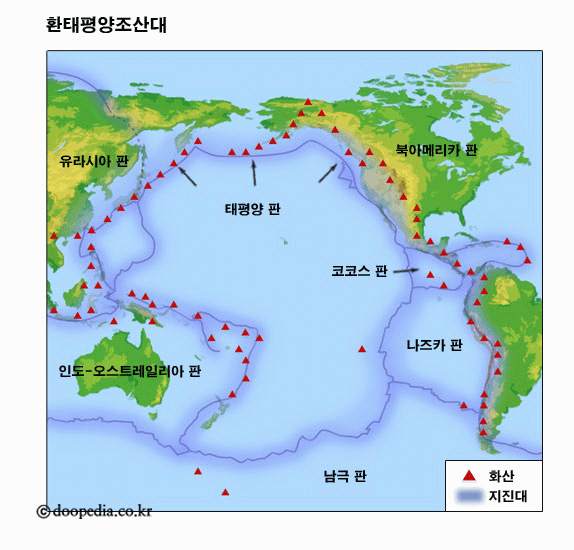 환태평양조산대
유라시아 판
북아메리카 판
태평양 판
코코스 판
나즈카 판
인도-오스트레일리아 판
남극 판
화산
지진대
ⓒ doopedia.co.kr